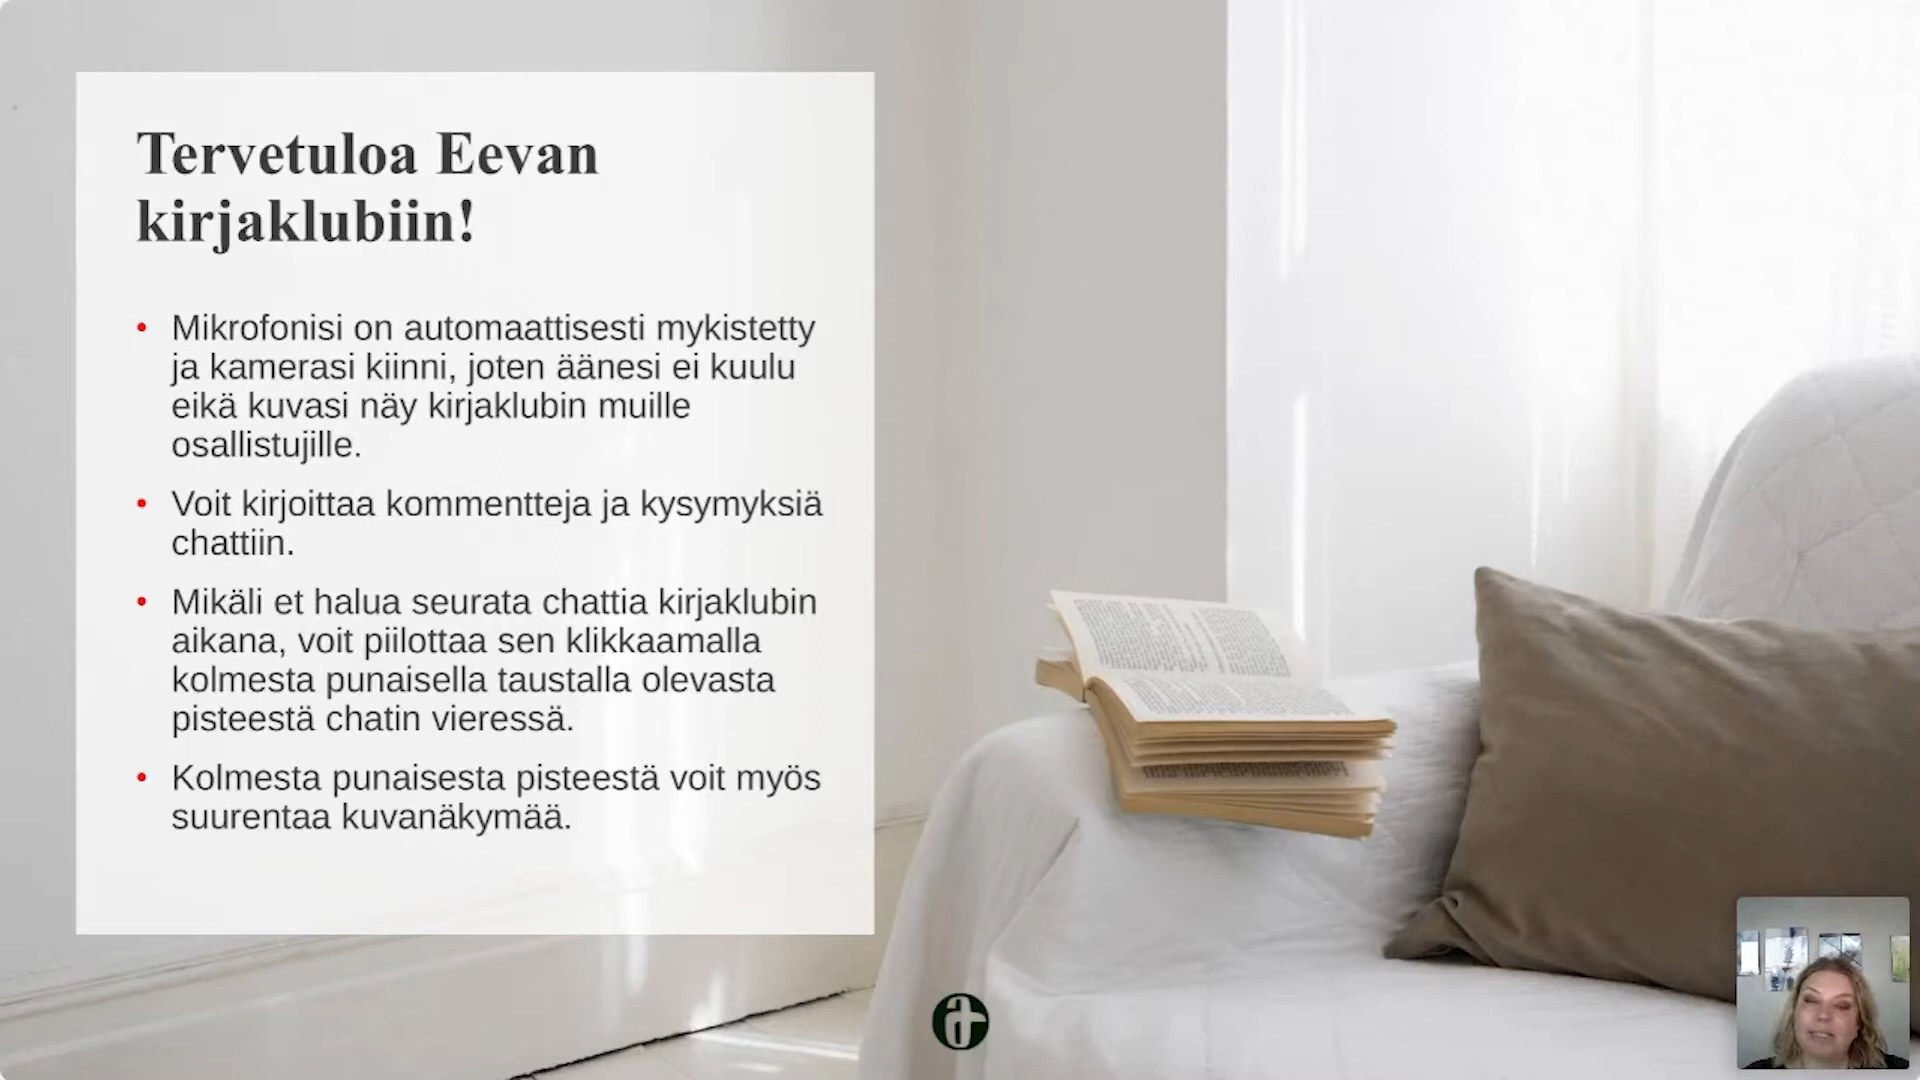 Tervetuloa Eevan
kirjaklubiin!
• Mikrofonisi on automaattisesti mykistetty
ja kamerasi kiinni, joten äänesi ei kuulu
eikä kuvasi näy kirjaklubin muille
osallistujille.
• Voit kirjoittaa kommentteja ja kysymyksiä
chattiin.
• Mikäli et halua seurata chattia kirjaklubin
aikana, voit piilottaa sen klikkaamalla
kolmesta punaisella taustalla olevasta
pisteestä chatin vieressä.
• Kolmesta punaisesta pisteestä voit myös
suurentaa kuvanäkymää.